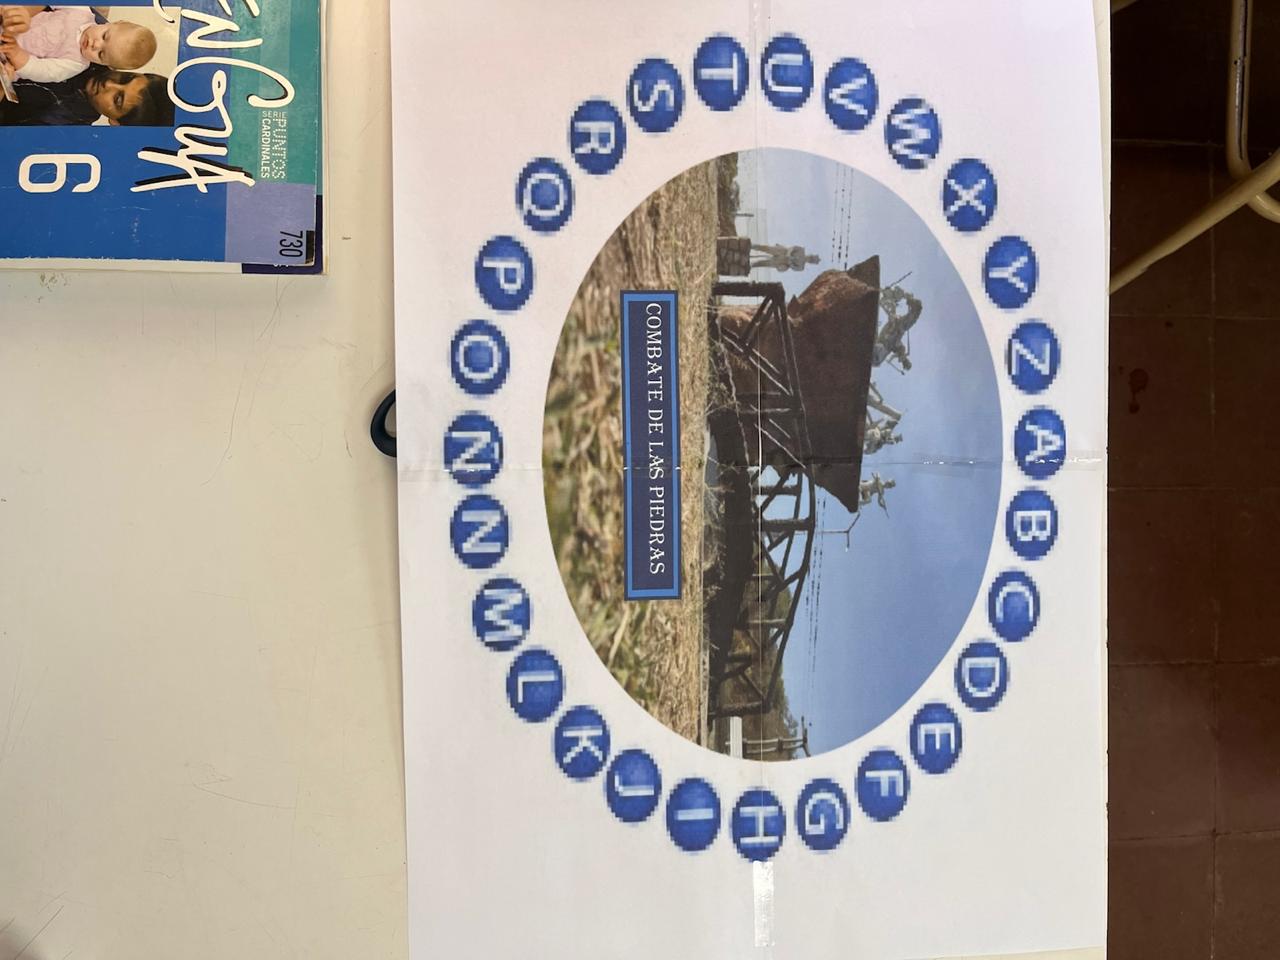 A
B
C
D
E
F
G
H
I
J
K
L
M
N
Ñ
O
P
Q
R
S
T
U
V
W
X
Y
Z
COMBATE DE LAS PIEDRAS
SERIE
PUNTOS
CARDINALES
6
730